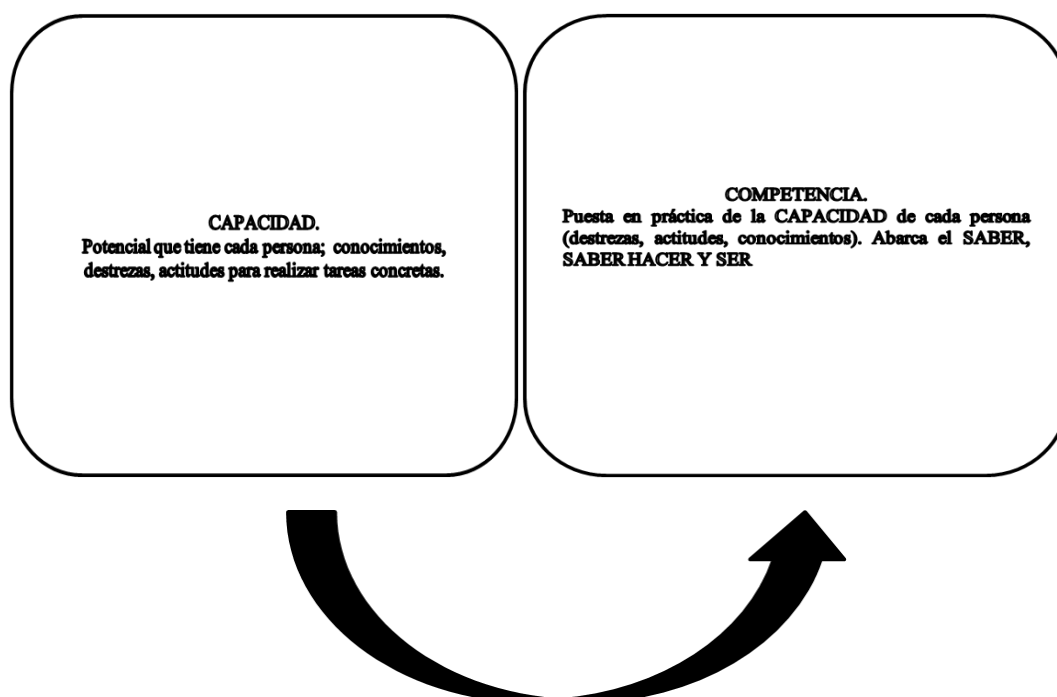 CAPACIDAD.
Potencial que tiene cada persona; conocimientos,
destrezas, actitudes para realizar tareas concretas.
COMPETENCIA.
Puesta en práctica de la CAPACIDAD de cada persona
(destrezas, actitudes, conocimientos). Abarca el SABER,
SABER HACER Y SER